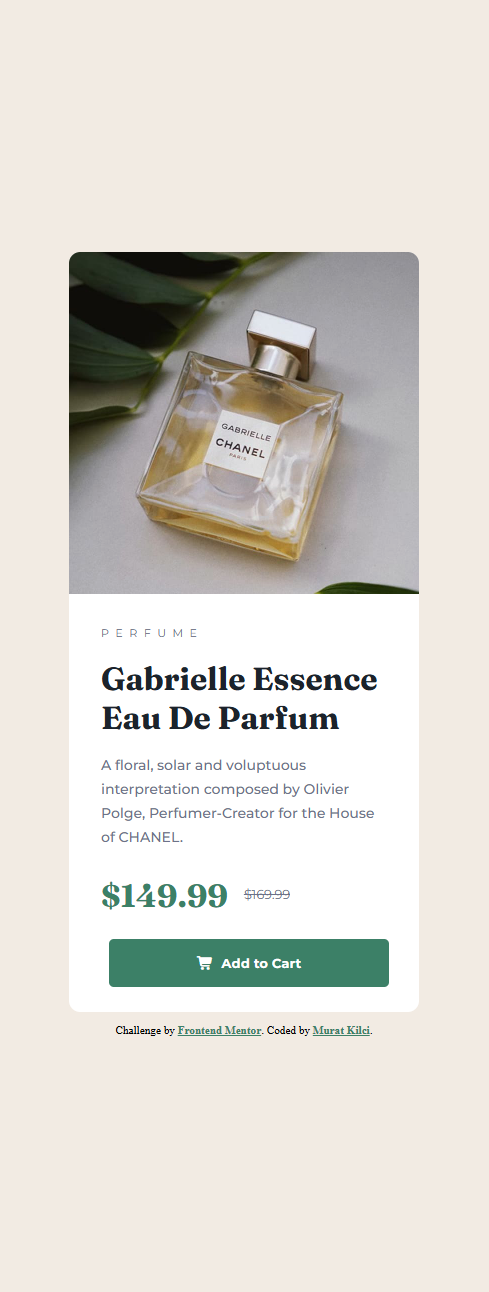 GABRIELLE
CHANEL
PARIS
PERFUME
Gabrielle Essence
Eau De Parfum
A floral, solar and voluptuous
interpretation composed by Olivier
Polge, Perfumer-Creator for the House
of CHANEL.
$149.99 $169.99
Add to Cart
Challenge by Frontend Mentor. Coded by Murat Kilci.